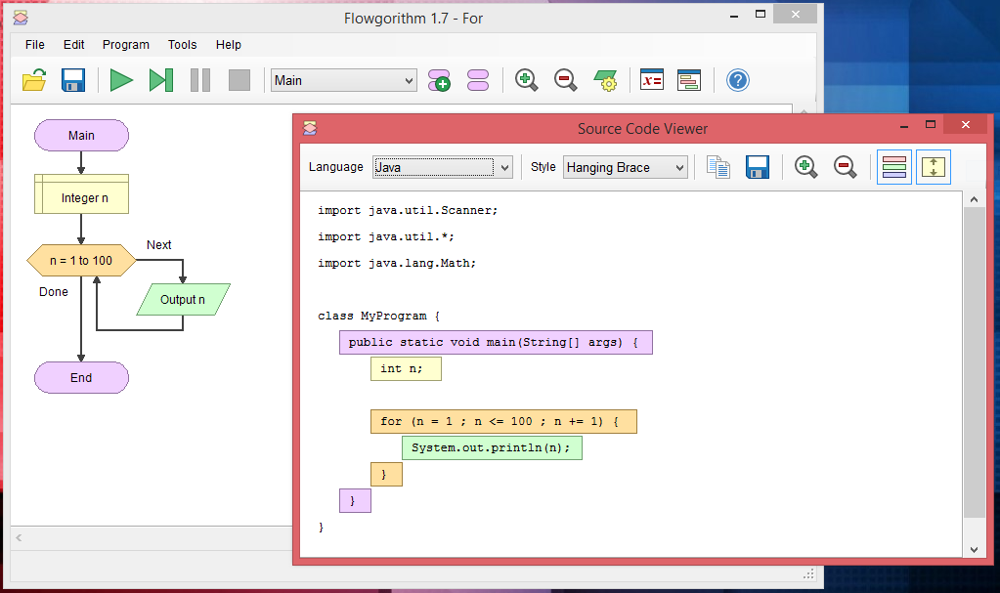 Flowgorithm 1.7 - For
File Edit Program Tools Help
Main
x=
?
Main
Integer n
n = 1 to 100
Next
Done
Output n
End
Source Code Viewer
Language Java Style Hanging Brace
import java.util.Scanner;
import java.util.*;
import java.lang.Math;
class MyProgram {
public static void main(String[] args) {
int n;
for (n = 1 ; n <= 100 ; n += 1) {
System.out.println(n);
}
}
}